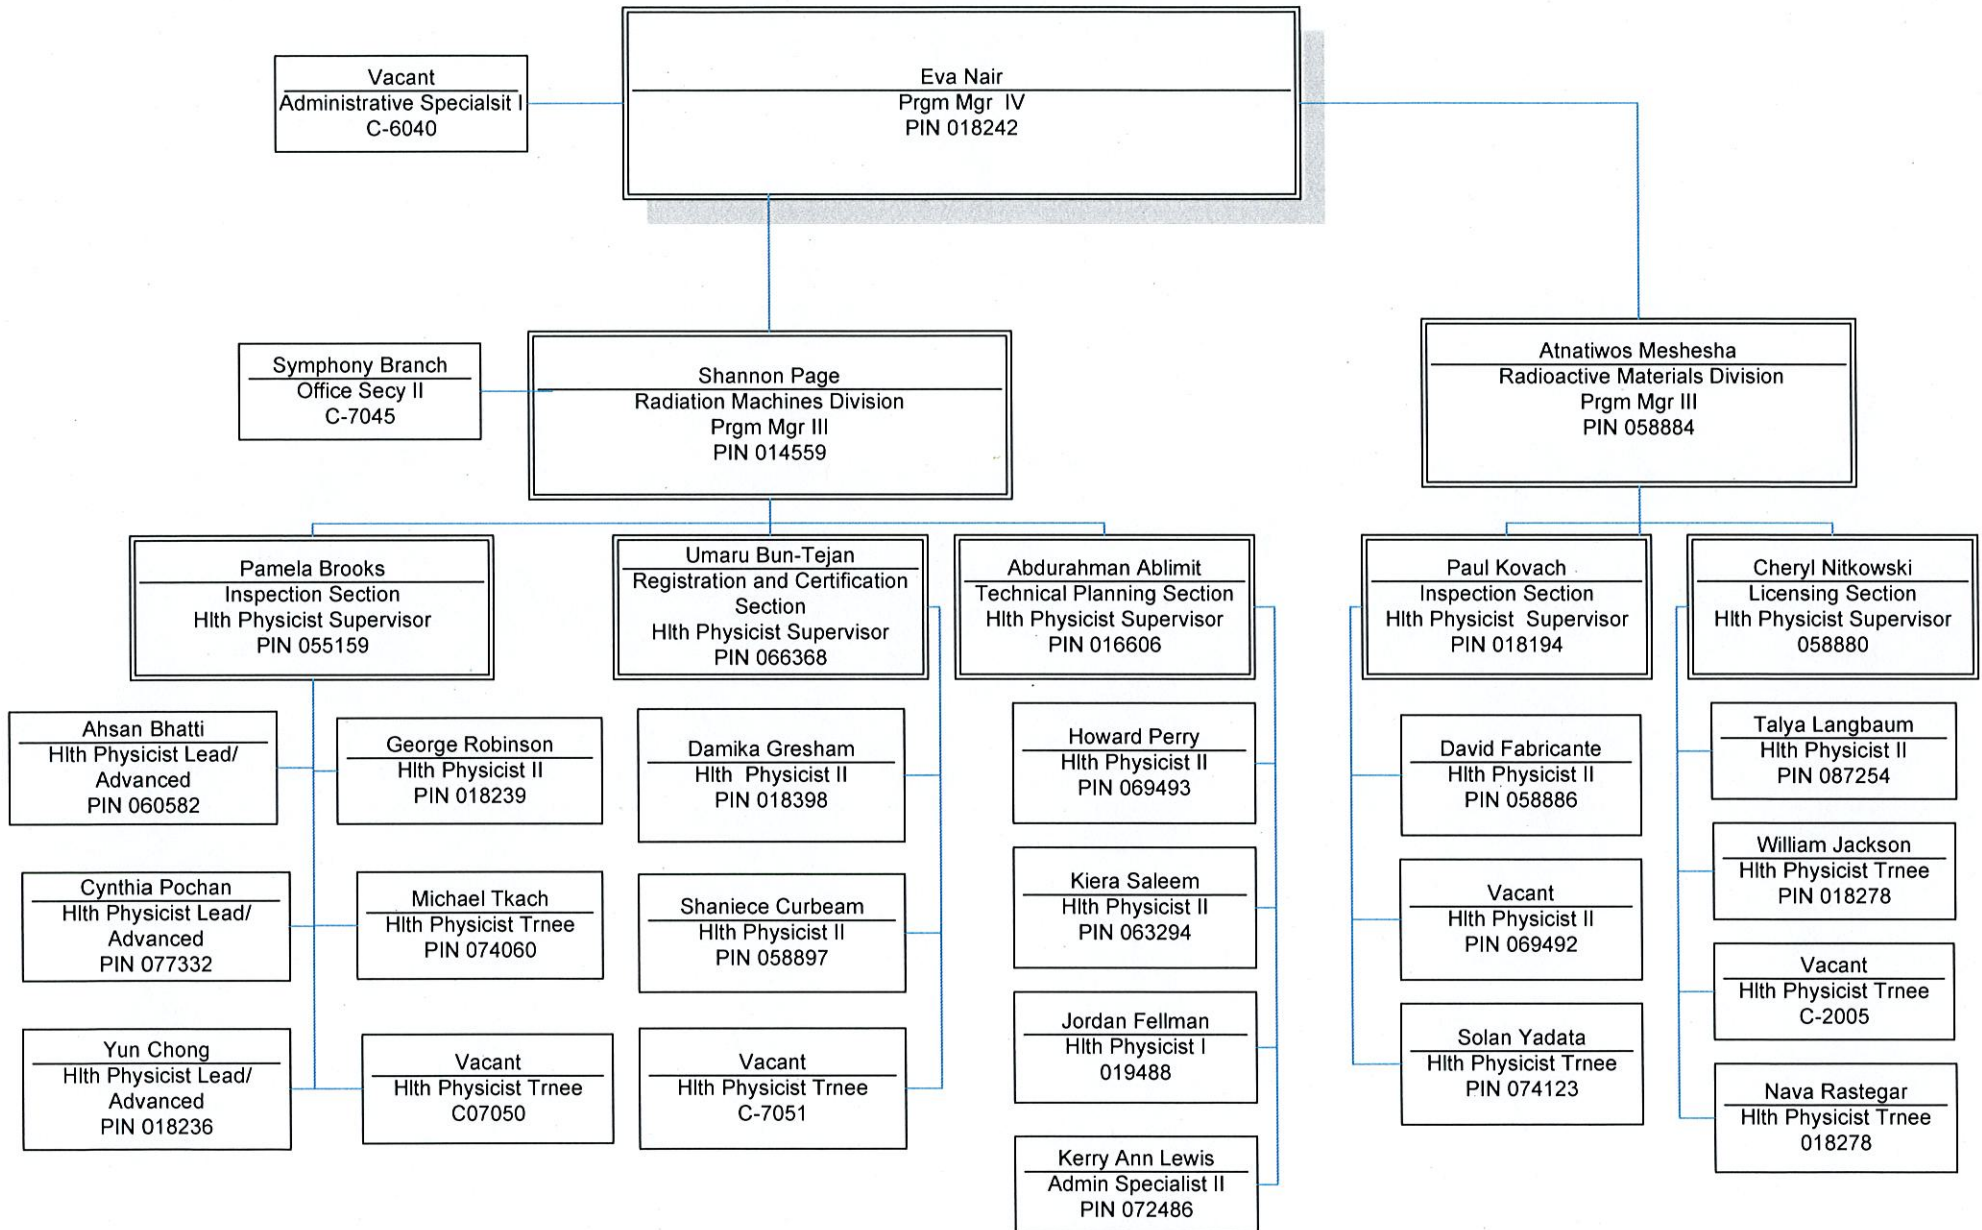 Vacant
Administrative Specialsit I
C-6040
Eva Nair
Prgm Mgr IV
PIN 018242
Symphony Branch
Office Secy II
C-7045
Shannon Page
Radiation Machines Division
Prgm Mgr III
PIN 014559
Atnatiwos Meshesha
Radioactive Materials Division
Prgm Mgr III
PIN 058884
Pamela Brooks
Inspection Section
Hlth Physicist Supervisor
PIN 055159
Umaru Bun-Tejan
Registration and Certification
Section
Hlth Physicist Supervisor
PIN 066368
Abdurahman Ablimit
Technical Planning Section
Hlth Physicist Supervisor
PIN 016606
Paul Kovach
Inspection Section
Hlth Physicist Supervisor
PIN 018194
Cheryl Nitkowski
Licensing Section
Hlth Physicist Supervisor
058880
Ahsan Bhatti
Hlth Physicist Lead/
Advanced
PIN 060582
George Robinson
Hlth Physicist II
PIN 018239
Cynthia Pochan
Hlth Physicist Lead/
Advanced
PIN 077332
Michael Tkach
Hlth Physicist Trnee
PIN 074060
Yun Chong
Hlth Physicist Lead/
Advanced
PIN 018236
Vacant
Hlth Physicist Trnee
C07050
Damika Gresham
Hlth Physicist II
PIN 018398
Shaniece Curbeam
Hlth Physicist II
PIN 058897
Vacant
Hlth Physicist Trnee
C-7051
Howard Perry
Hlth Physicist II
PIN 069493
Kiera Saleem
Hlth Physicist II
PIN 063294
Jordan Fellman
Hlth Physicist I
019488
Kerry Ann Lewis
Admin Specialist II
PIN 072486
David Fabricante
Hlth Physicist II
PIN 058886
Vacant
Hlth Physicist II
PIN 069492
Solan Yadata
Hlth Physicist Trnee
PIN 074123
Talya Langbaum
Hlth Physicist II
PIN 087254
William Jackson
Hlth Physicist Trnee
PIN 018278
Vacant
Hlth Physicist Trnee
C-2005
Nava Rastegar
Hlth Physicist Trnee
018278